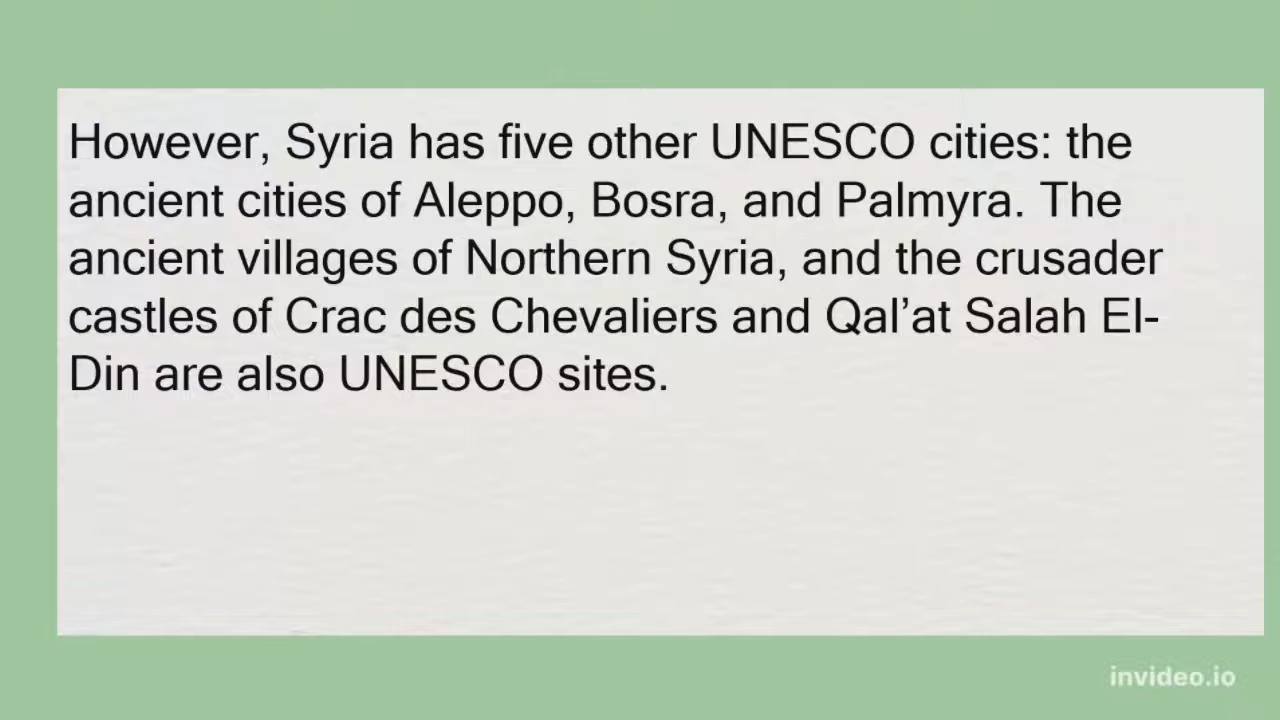 However, Syria has five other UNESCO cities: the
ancient cities of Aleppo, Bosra, and Palmyra. The
ancient villages of Northern Syria, and the crusader
castles of Crac des Chevaliers and Qal’at Salah El-
Din are also UNESCO sites.
invideo.io